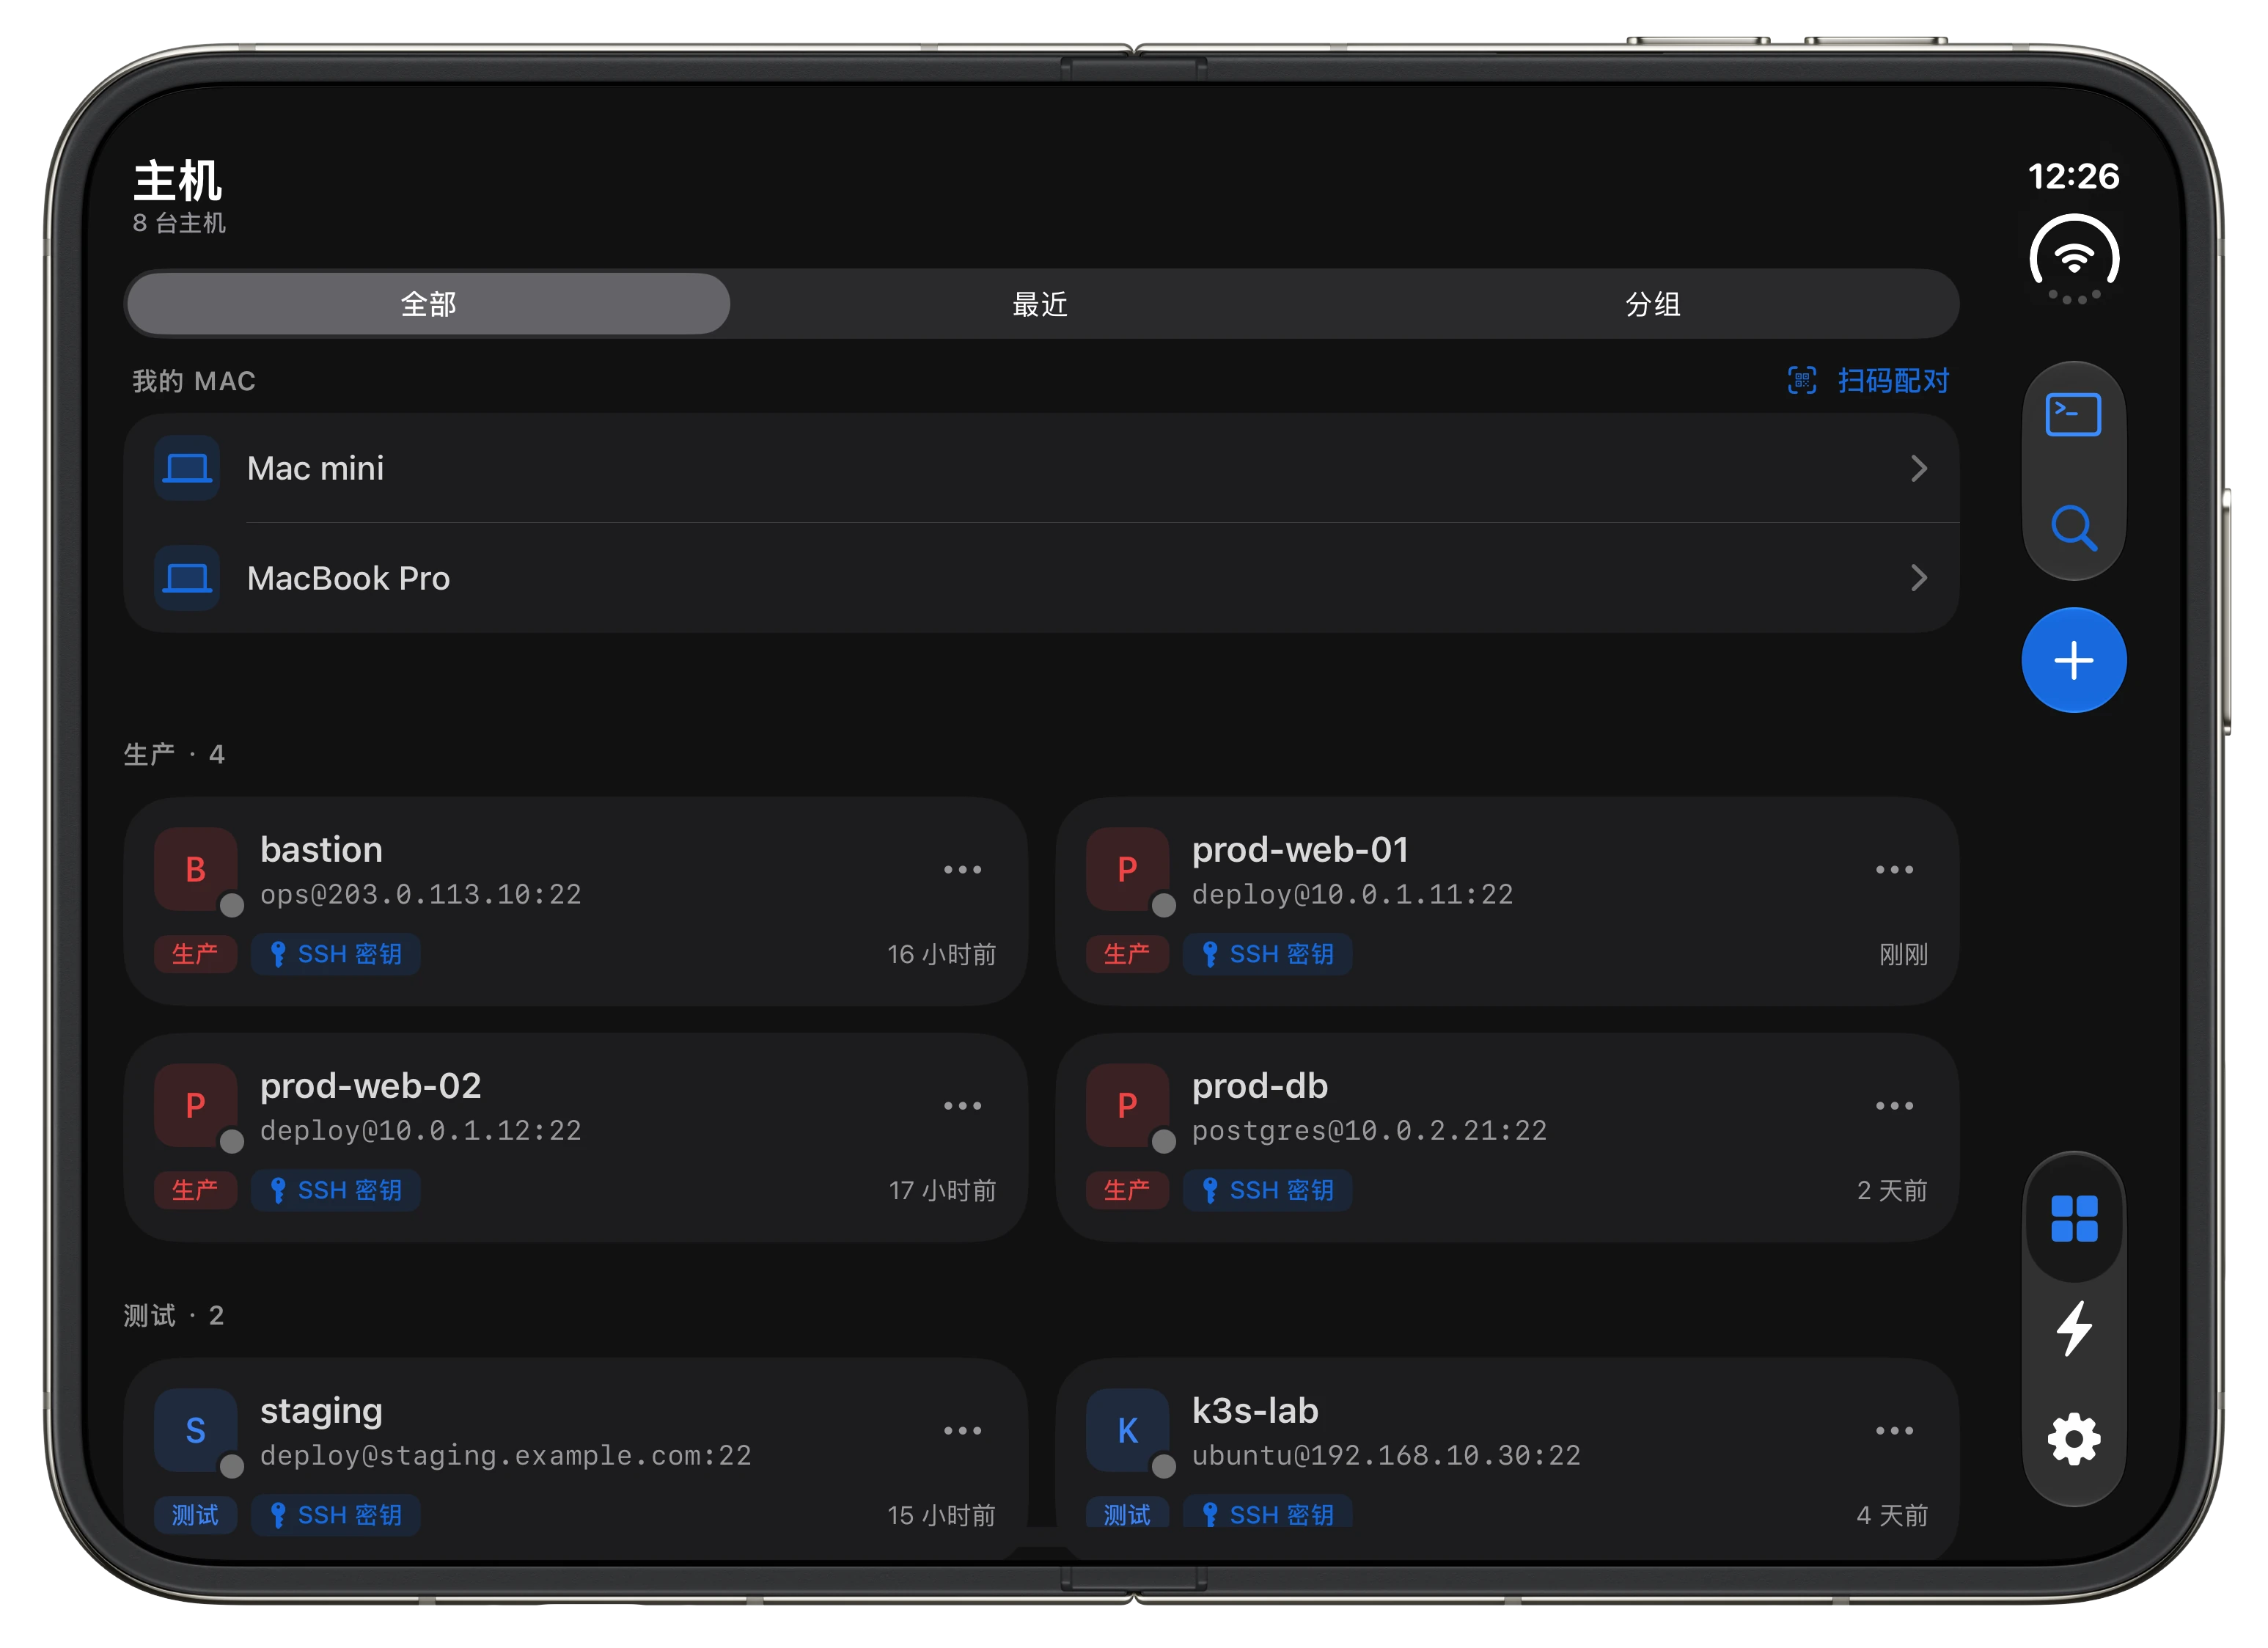 主机
8 台主机
12:26
全部
最近
分组
我的 MAC
扫码配对
Mac mini
MacBook Pro
生产 · 4
B
bastion
ops@203.0.113.10:22
生产
SSH 密钥
16 小时前
P
prod-web-01
deploy@10.0.1.11:22
生产
SSH 密钥
刚刚
P
prod-web-02
deploy@10.0.1.12:22
生产
SSH 密钥
17 小时前
P
prod-db
postgres@10.0.2.21:22
生产
SSH 密钥
2 天前
测试 · 2
S
staging
deploy@staging.example.com:22
测试
SSH 密钥
15 小时前
K
k3s-lab
ubuntu@192.168.10.30:22
测试
SSH 密钥
4 天前